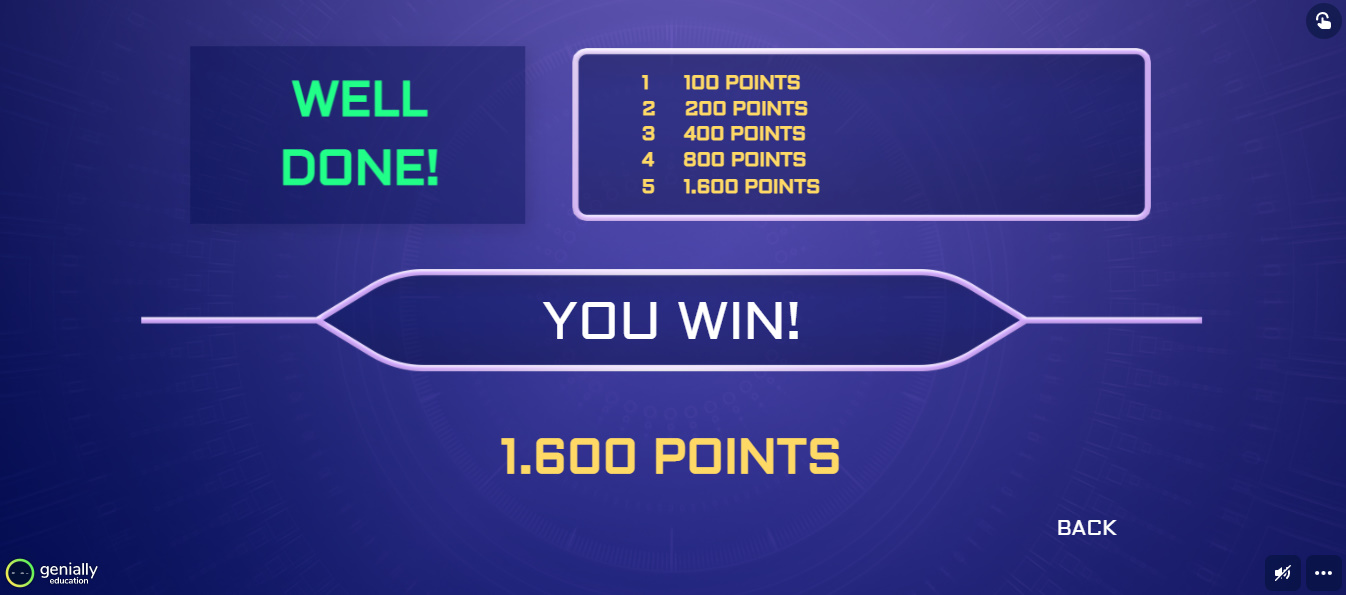 WELL
DONE!
1 100 POINTS
2 200 POINTS
3 400 POINTS
4 800 POINTS
5 1.600 POINTS
YOU WIN!
1.600 POINTS
BACK
genially
education